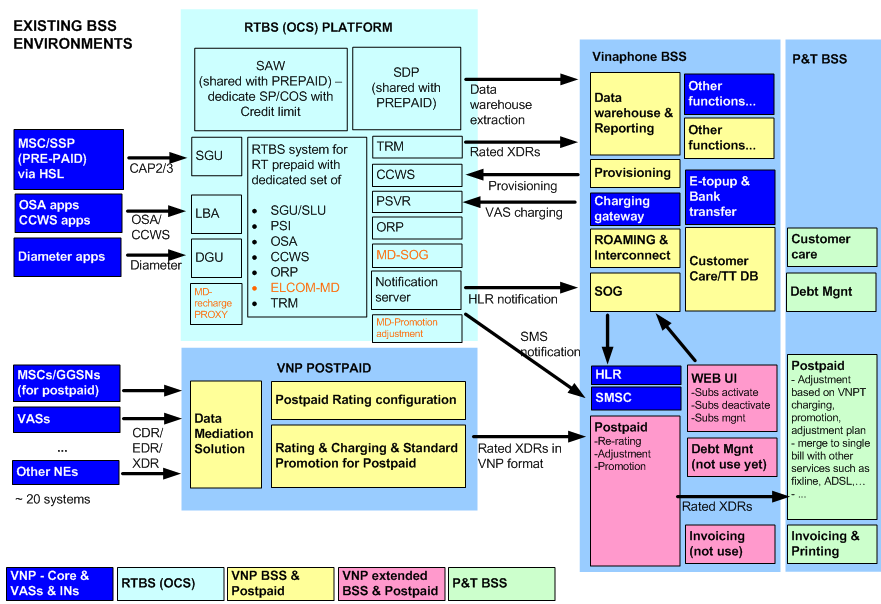 EXISTING BSS
ENVIRONMENTS
RTBS (OCS) PLATFORM
SAW
(shared with PREPAID) –
dedicate SP/COS with
Credit limit
SDP
(shared with
PREPAID)
MSC/SSP
(PRE-PAID)
via HSL
CAP2/3
OSA apps
CCWS apps
OSA/
CCWS
Diameter apps
Diameter
SGU
LBA
DGU
MD-
recharge
PROXY
RTBS system for
RT prepaid with
dedicated set of
• SGU/SLU
• PSI
• OSA
• CCWS
• ORP
• ELCOM-MD
• TRM
TRM
CCWS
PSVR
ORP
MD-SOG
Notification
server
MD-Promotion
adjustment
Data
warehouse
extraction
Rated XDRs
Provisioning
VAS charging
HLR notification
SMS
notification
Vinaphone BSS
Data
warehouse &
Reporting
Other
functions...
Other
functions...
Provisioning
Charging
gateway
E-topup &
Bank
transfer
ROAMING &
Interconnect
Customer
Care/TT DB
SOG
HLR
SMSC
WEB UI
-Subs activate
-Subs deactivate
-Subs mgnt
Postpaid
-Re-rating
-Adjustment
-Promotion
Debt Mgnt
(not use yet)
Rated XDRs
Invoicing
(not use)
P&T BSS
Customer
care
Debt Mgnt
Postpaid
- Adjustment
based on VNPT
charging,
promotion,
adjustment plan
- merge to single
bill with other
services such as
fixline, ADSL,…
- ...
Invoicing &
Printing
VNP POSTPAID
MSCs/GGSNs
(for postpaid)
VASs
...
Other NEs
~ 20 systems
CDR/
EDR/
XDR
Data
Mediation
Solution
Postpaid Rating configuration
Rating & Charging & Standard
Promotion for Postpaid
Rated XDRs in
VNP format
VNP - Core &
VASs & INs
RTBS (OCS)
VNP BSS &
Postpaid
VNP extended
BSS & Postpaid
P&T BSS